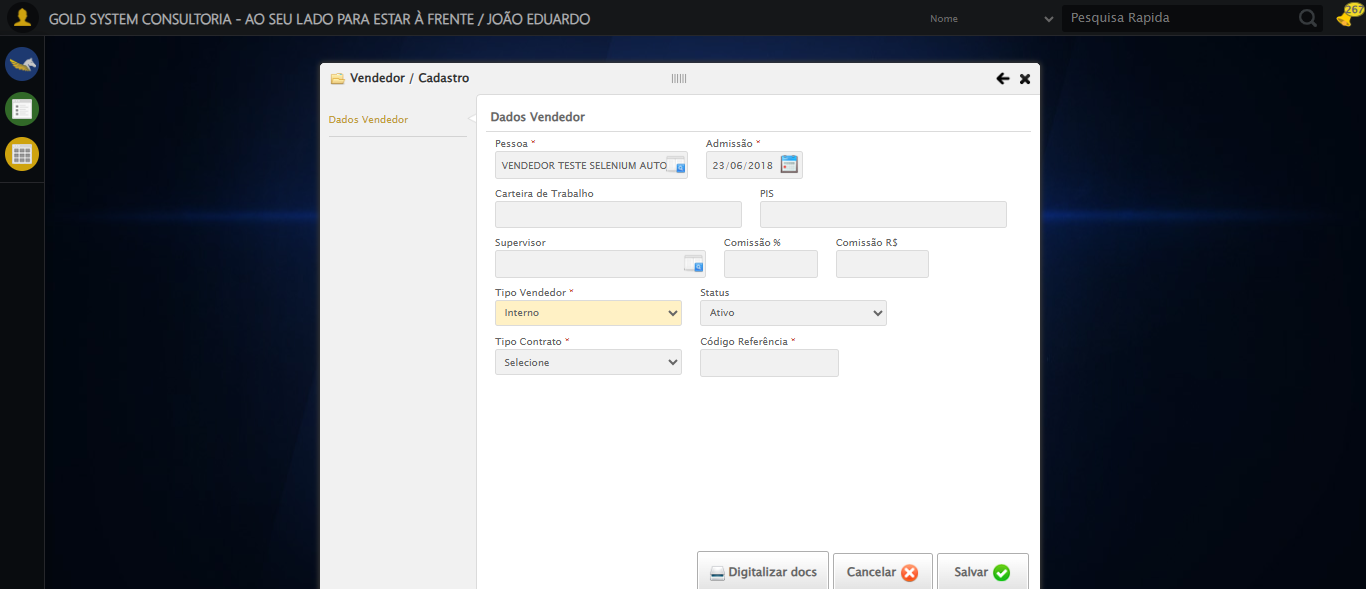 GOLD SYSTEM CONSULTORIA - AO SEU LADO PARA ESTAR À FRENTE / JOÃO EDUARDO
Nome
Pesquisa Rapida
267
Vendedor / Cadastro
Dados Vendedor
Dados Vendedor
Pessoa * Admissão *
VENDEDOR TESTE SELENIUM AUTO 23/06/2018
Carteira de Trabalho PIS
Supervisor Comissão % Comissão R$
Tipo Vendedor * Status
Interno Ativo
Tipo Contrato * Código Referência *
Selecione
Digitalizar docs Cancelar Salvar